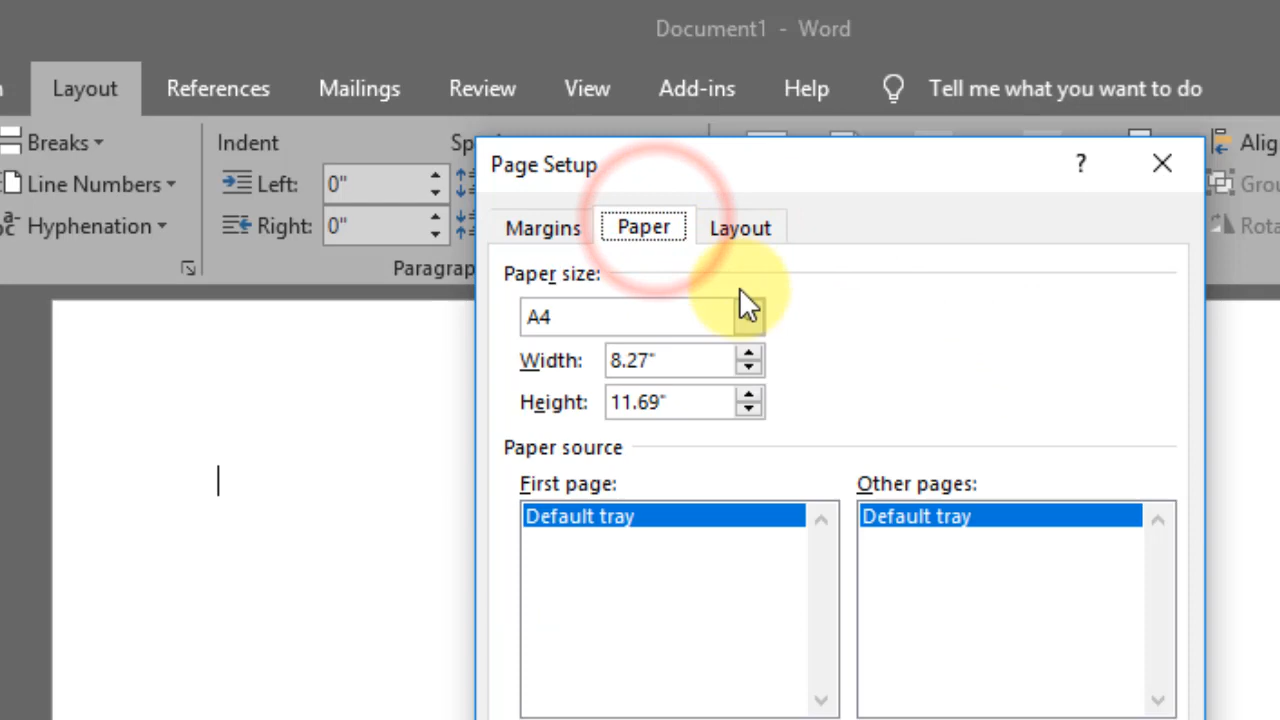 Document1 - Word
Layout References Mailings Review View Add-ins Help Tell me what you want to do
Breaks
Indent
Line Numbers
Left: 0"
Hyphenation
Right: 0"
Page Setup
?
Margins Paper Layout
Paper size:
A4
Width: 8.27"
Height: 11.69"
Paper source
First page: Other pages:
Default tray Default tray